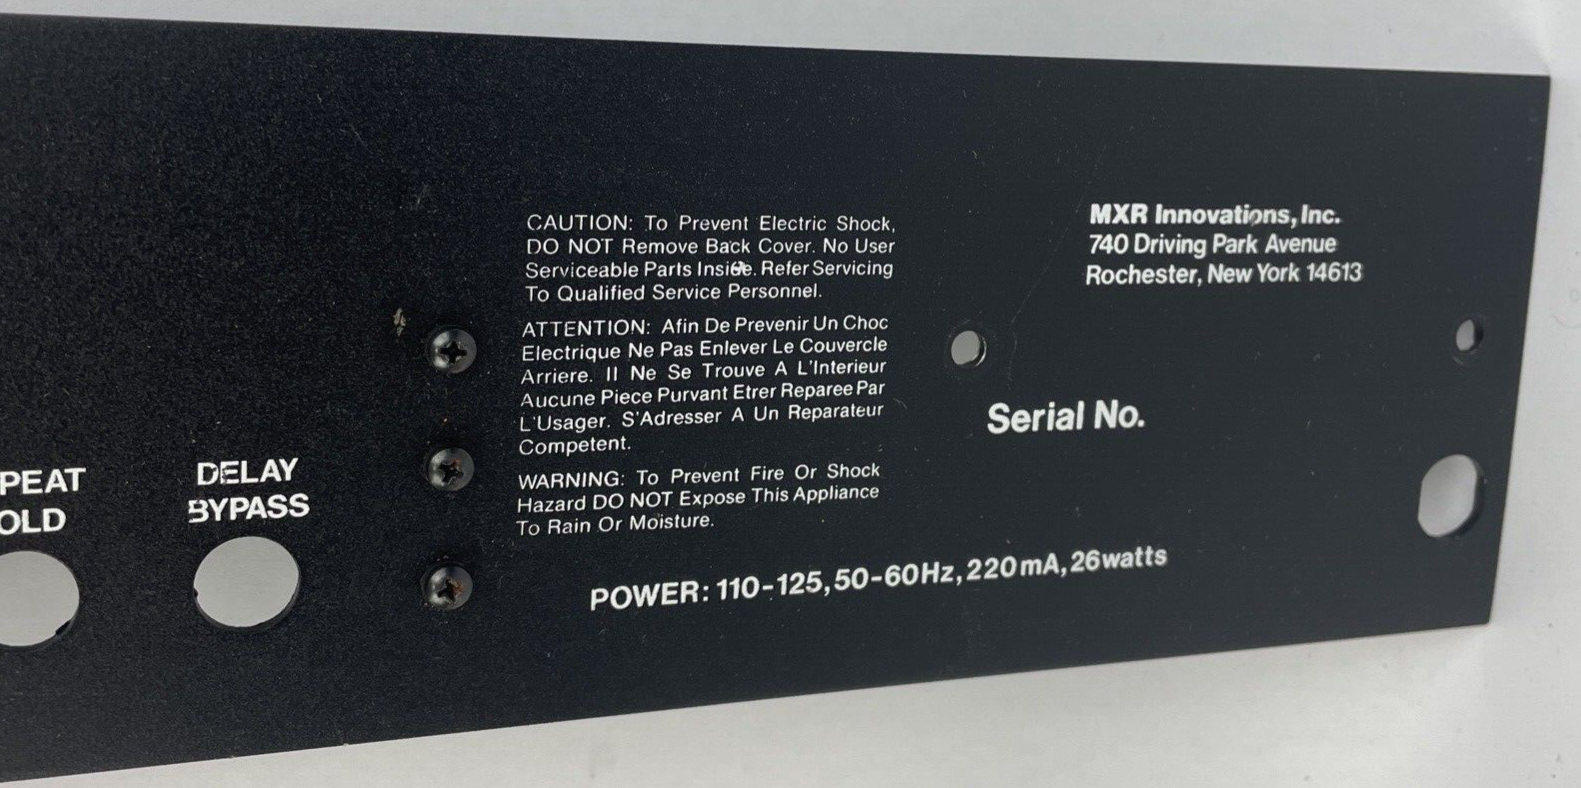 CAUTION: To Prevent Electric Shock,
DO NOT Remove Back Cover. No User
Serviceable Parts Inside. Refer Servicing
To Qualified Service Personnel.
ATTENTION: Afin De Prevenir Un Choc
Electrique Ne Pas Enlever Le Couvercle
Arriere. Il Ne Se Trouve A L'Interieur
Aucune Piece Purvant Etrer Reparee Par
L'Usager. S'Adresser A Un Reparateur
Competent.
WARNING: To Prevent Fire Or Shock
Hazard DO NOT Expose This Appliance
To Rain Or Moisture.
MXR Innovations, Inc.
740 Driving Park Avenue
Rochester, New York 14613
Serial No.
PEAT
OLD
DELAY
BYPASS
POWER: 110-125, 50-60Hz, 220mA, 26watts